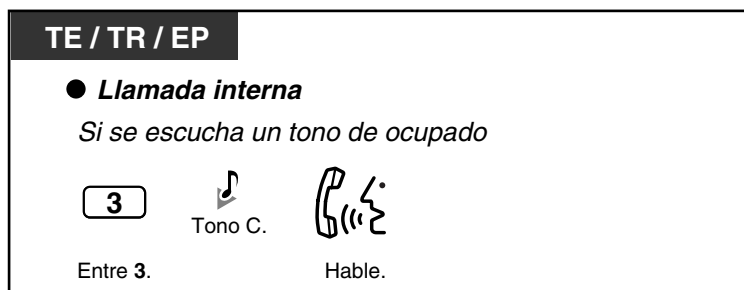 TE / TR / EP
● Llamada interna
Si se escucha un tono de ocupado
3
Tono C.
Entre 3.
Hable.